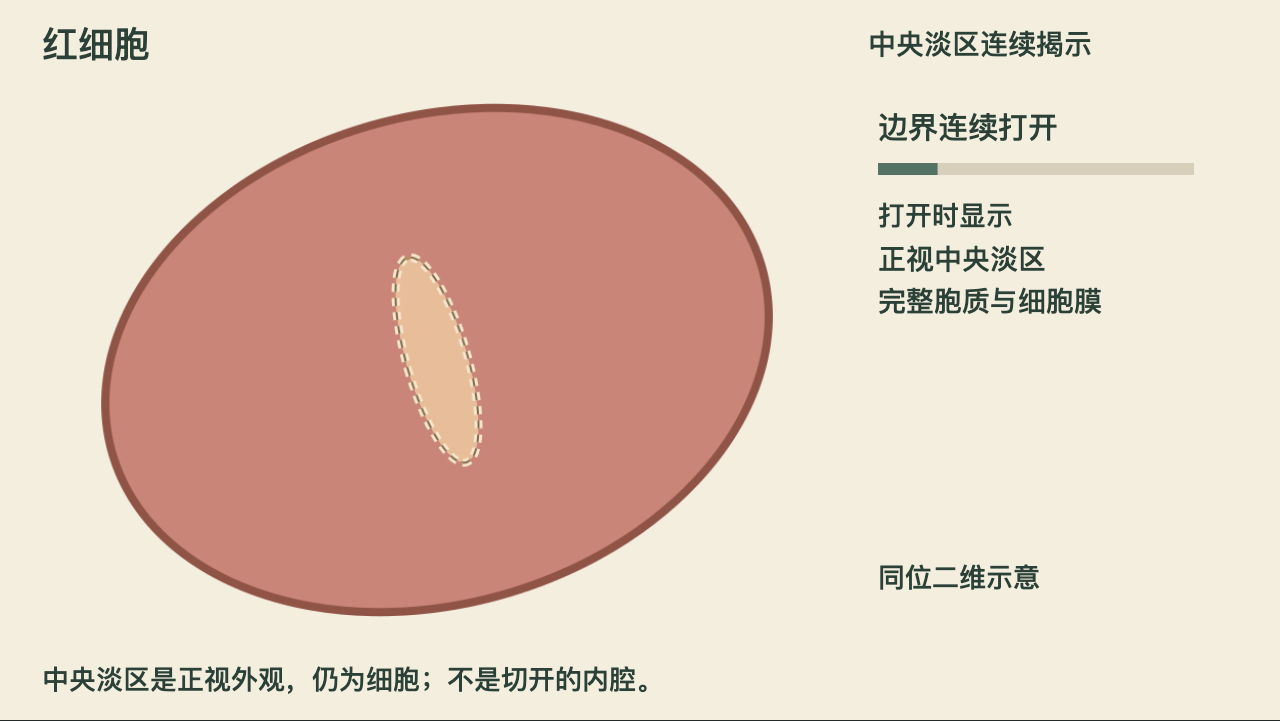 红细胞
中央淡区连续揭示
边界连续打开
打开时显示
正视中央淡区
完整胞质与细胞膜
同位二维示意
中央淡区是正视外观，仍为细胞；不是切开的内腔。